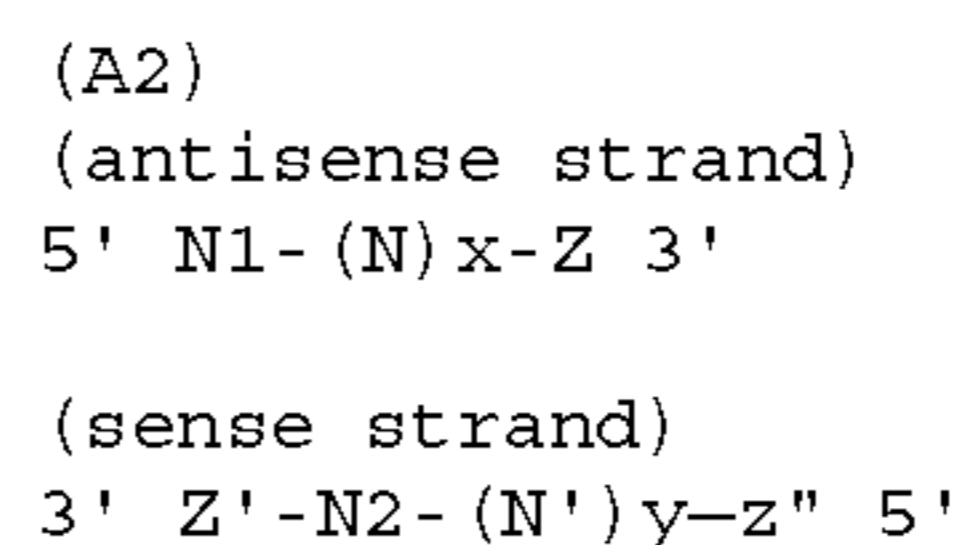 (A2)
(antisense strand)
5' N1-(N)x-Z 3'
(sense strand)
3' Z'-N2-(N')y—z" 5'